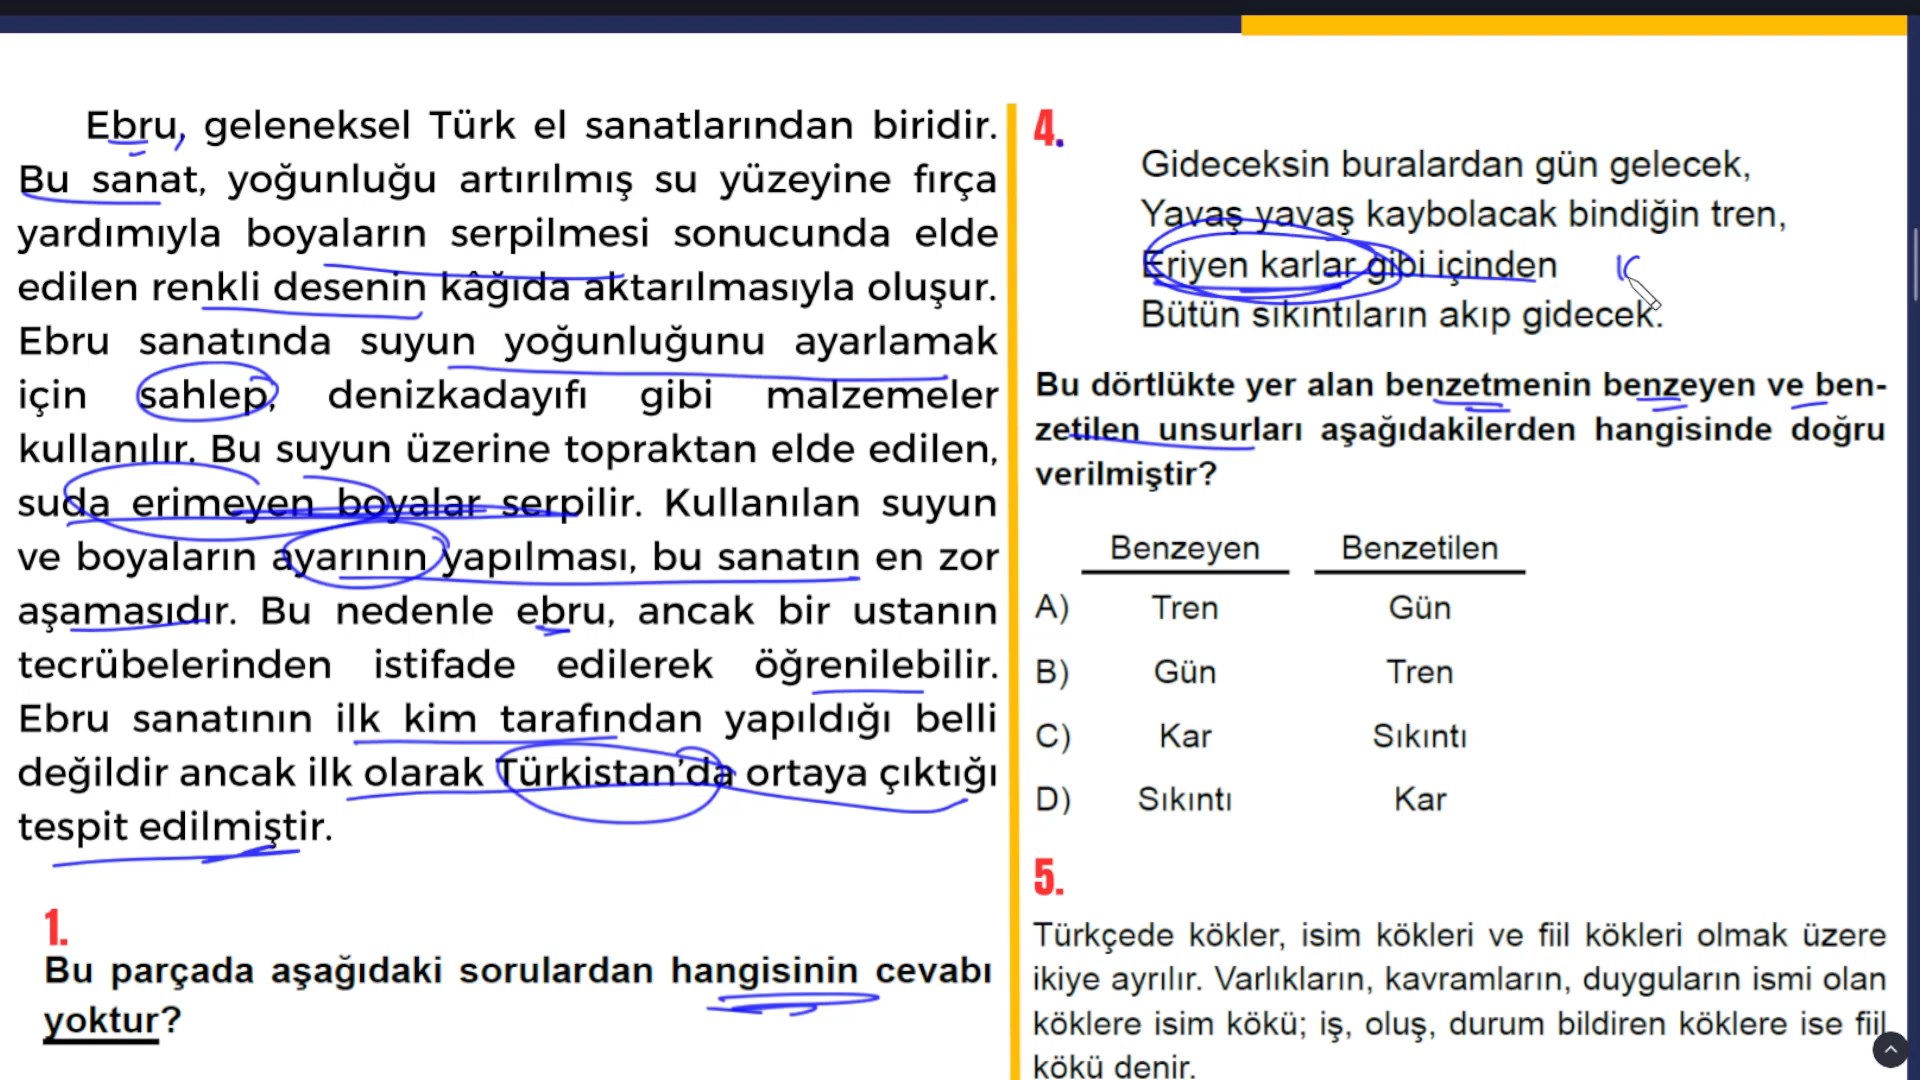 Ebru, geleneksel Türk el sanatlarından biridir.
Bu sanat, yoğunluğu artırılmış su yüzeyine fırça
yardımıyla boyaların serpilmesi sonucunda elde
edilen renkli desenin kâğıda aktarılmasıyla oluşur.
Ebru sanatında suyun yoğunluğunu ayarlamak
için sahlep, denizkadayıfı gibi malzemeler
kullanılır. Bu suyun üzerine topraktan elde edilen,
suda erimeyen boyalar serpilir. Kullanılan suyun
ve boyaların ayarının yapılması, bu sanatın en zor
aşamasıdır. Bu nedenle ebru, ancak bir ustanın
tecrübelerinden istifade edilerek öğrenilebilir.
Ebru sanatının ilk kim tarafından yapıldığı belli
değildir ancak ilk olarak Türkistan’da ortaya çıktığı
tespit edilmiştir.
1.
Bu parçada aşağıdaki sorulardan hangisinin cevabı
yoktur?
4.
Gideceksin buralardan gün gelecek,
Yavaş yavaş kaybolacak bindiğin tren,
Eriyen karlar gibi içinden
Bütün sıkıntıların akıp gidecek.
Bu dörtlükte yer alan benzetmenin benzeyen ve ben-
zetilen unsurları aşağıdakilerden hangisinde doğru
verilmiştir?
Benzeyen Benzetilen
A) Tren Gün
B) Gün Tren
C) Kar Sıkıntı
D) Sıkıntı Kar
5.
Türkçede kökler, isim kökleri ve fiil kökleri olmak üzere
ikiye ayrılır. Varlıkların, kavramların, duyguların ismi olan
köklere isim kökü; iş, oluş, durum bildiren köklere ise fiil
kökü denir.